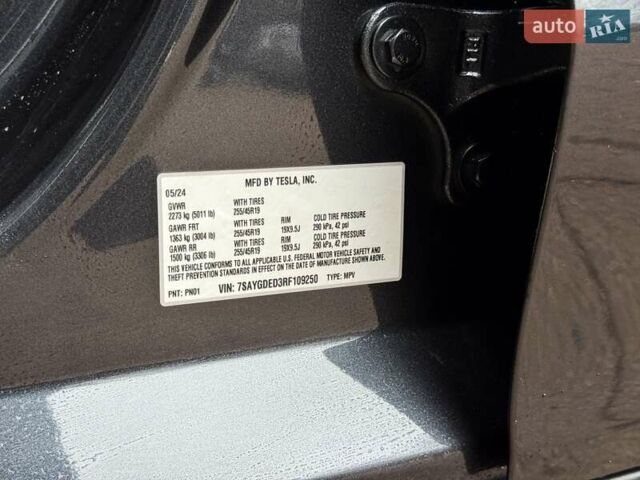 auto RIA.com
MFD BY TESLA, INC.
05/24
GVWR WITH TIRES
2273 kg (5011 lb) 255/45R19
GAWR FRT WITH TIRES RIM COLD TIRE PRESSURE
1363 kg (3004 lb) 255/45R19 19X9.5J 290 kPa, 42 psi
GAWR RR WITH TIRES RIM COLD TIRE PRESSURE
1500 kg (3306 lb) 255/45R19 19X9.5J 290 kPa, 42 psi
THIS VEHICLE CONFORMS TO ALL APPLICABLE U.S. FEDERAL MOTOR VEHICLE SAFETY AND
THEFT PREVENTION STANDARDS IN EFFECT ON THE DATE OF MANUFACTURE SHOWN ABOVE.
PNT: PN01 VIN: 7SAYGDED3RF109250 TYPE: MPV